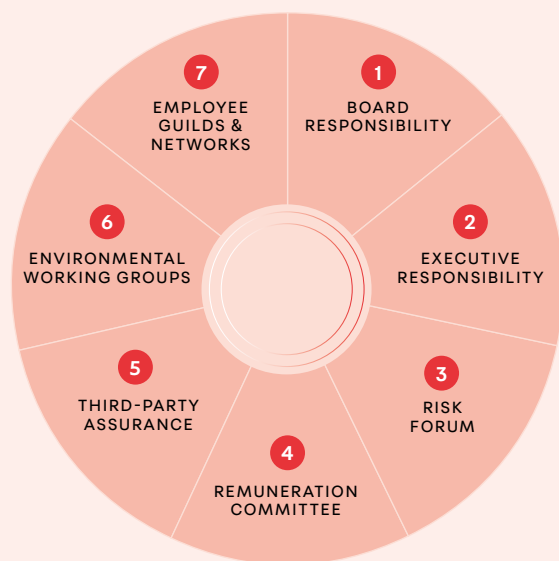 1
BOARD
RESPONSIBILITY
2
EXECUTIVE
RESPONSIBILITY
3
RISK
FORUM
4
REMUNERATION
COMMITTEE
5
THIRD-PARTY
ASSURANCE
6
ENVIRONMENTAL
WORKING GROUPS
7
EMPLOYEE
GUILDS &
NETWORKS